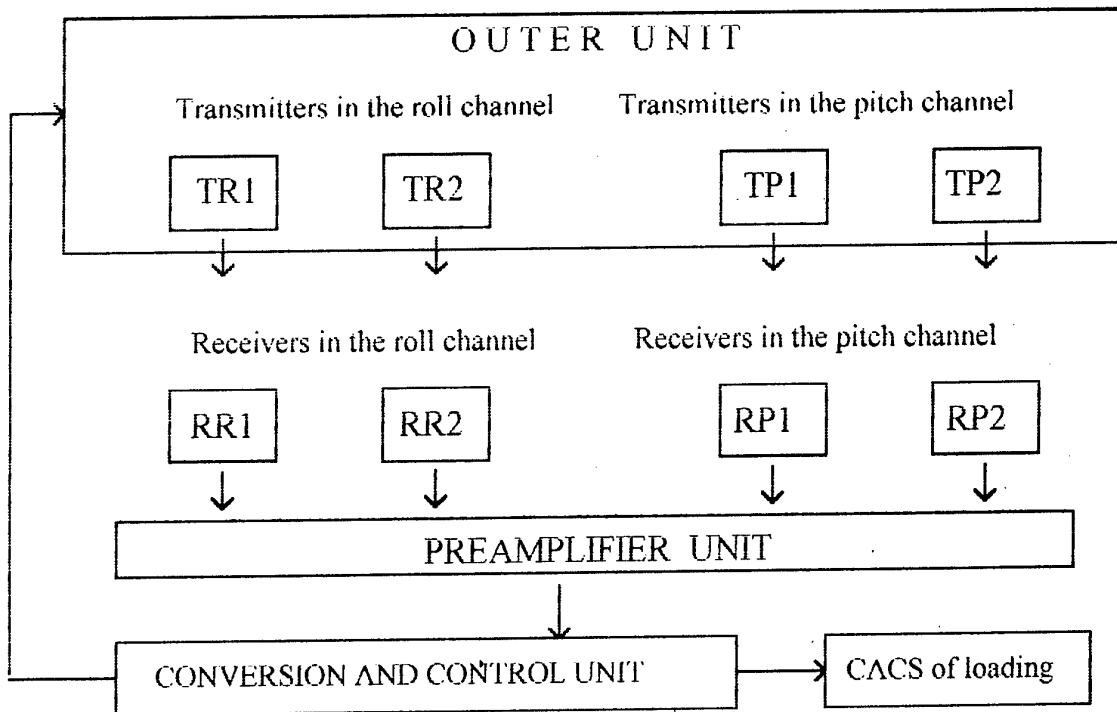 OUTER UNIT
Transmitters in the roll channel Transmitters in the pitch channel
TR1 TR2 TP1 TP2
Receivers in the roll channel Receivers in the pitch channel
RR1 RR2 RP1 RP2
PREAMPLIFIER UNIT
CONVERSION AND CONTROL UNIT CACS of loading